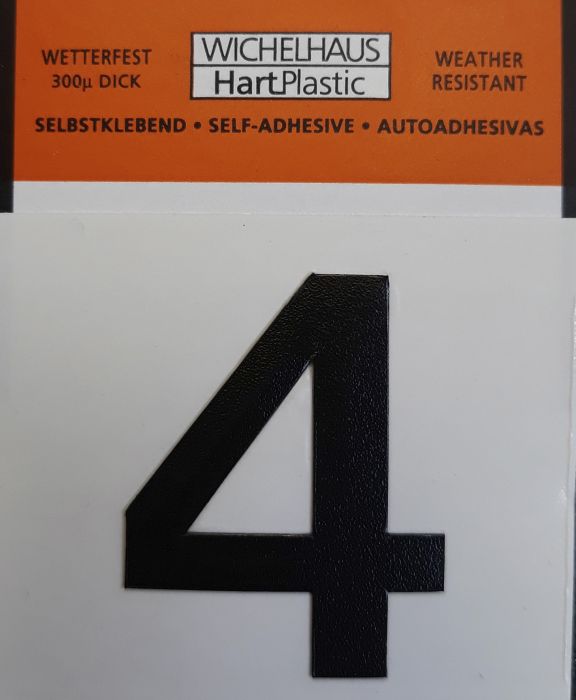 WETTERFEST
300µ DICK
WICHELHAUS
HartPlastic
WEATHER
RESISTANT
SELBSTKLEBEND • SELF-ADHESIVE • AUTOADHESIVAS
4